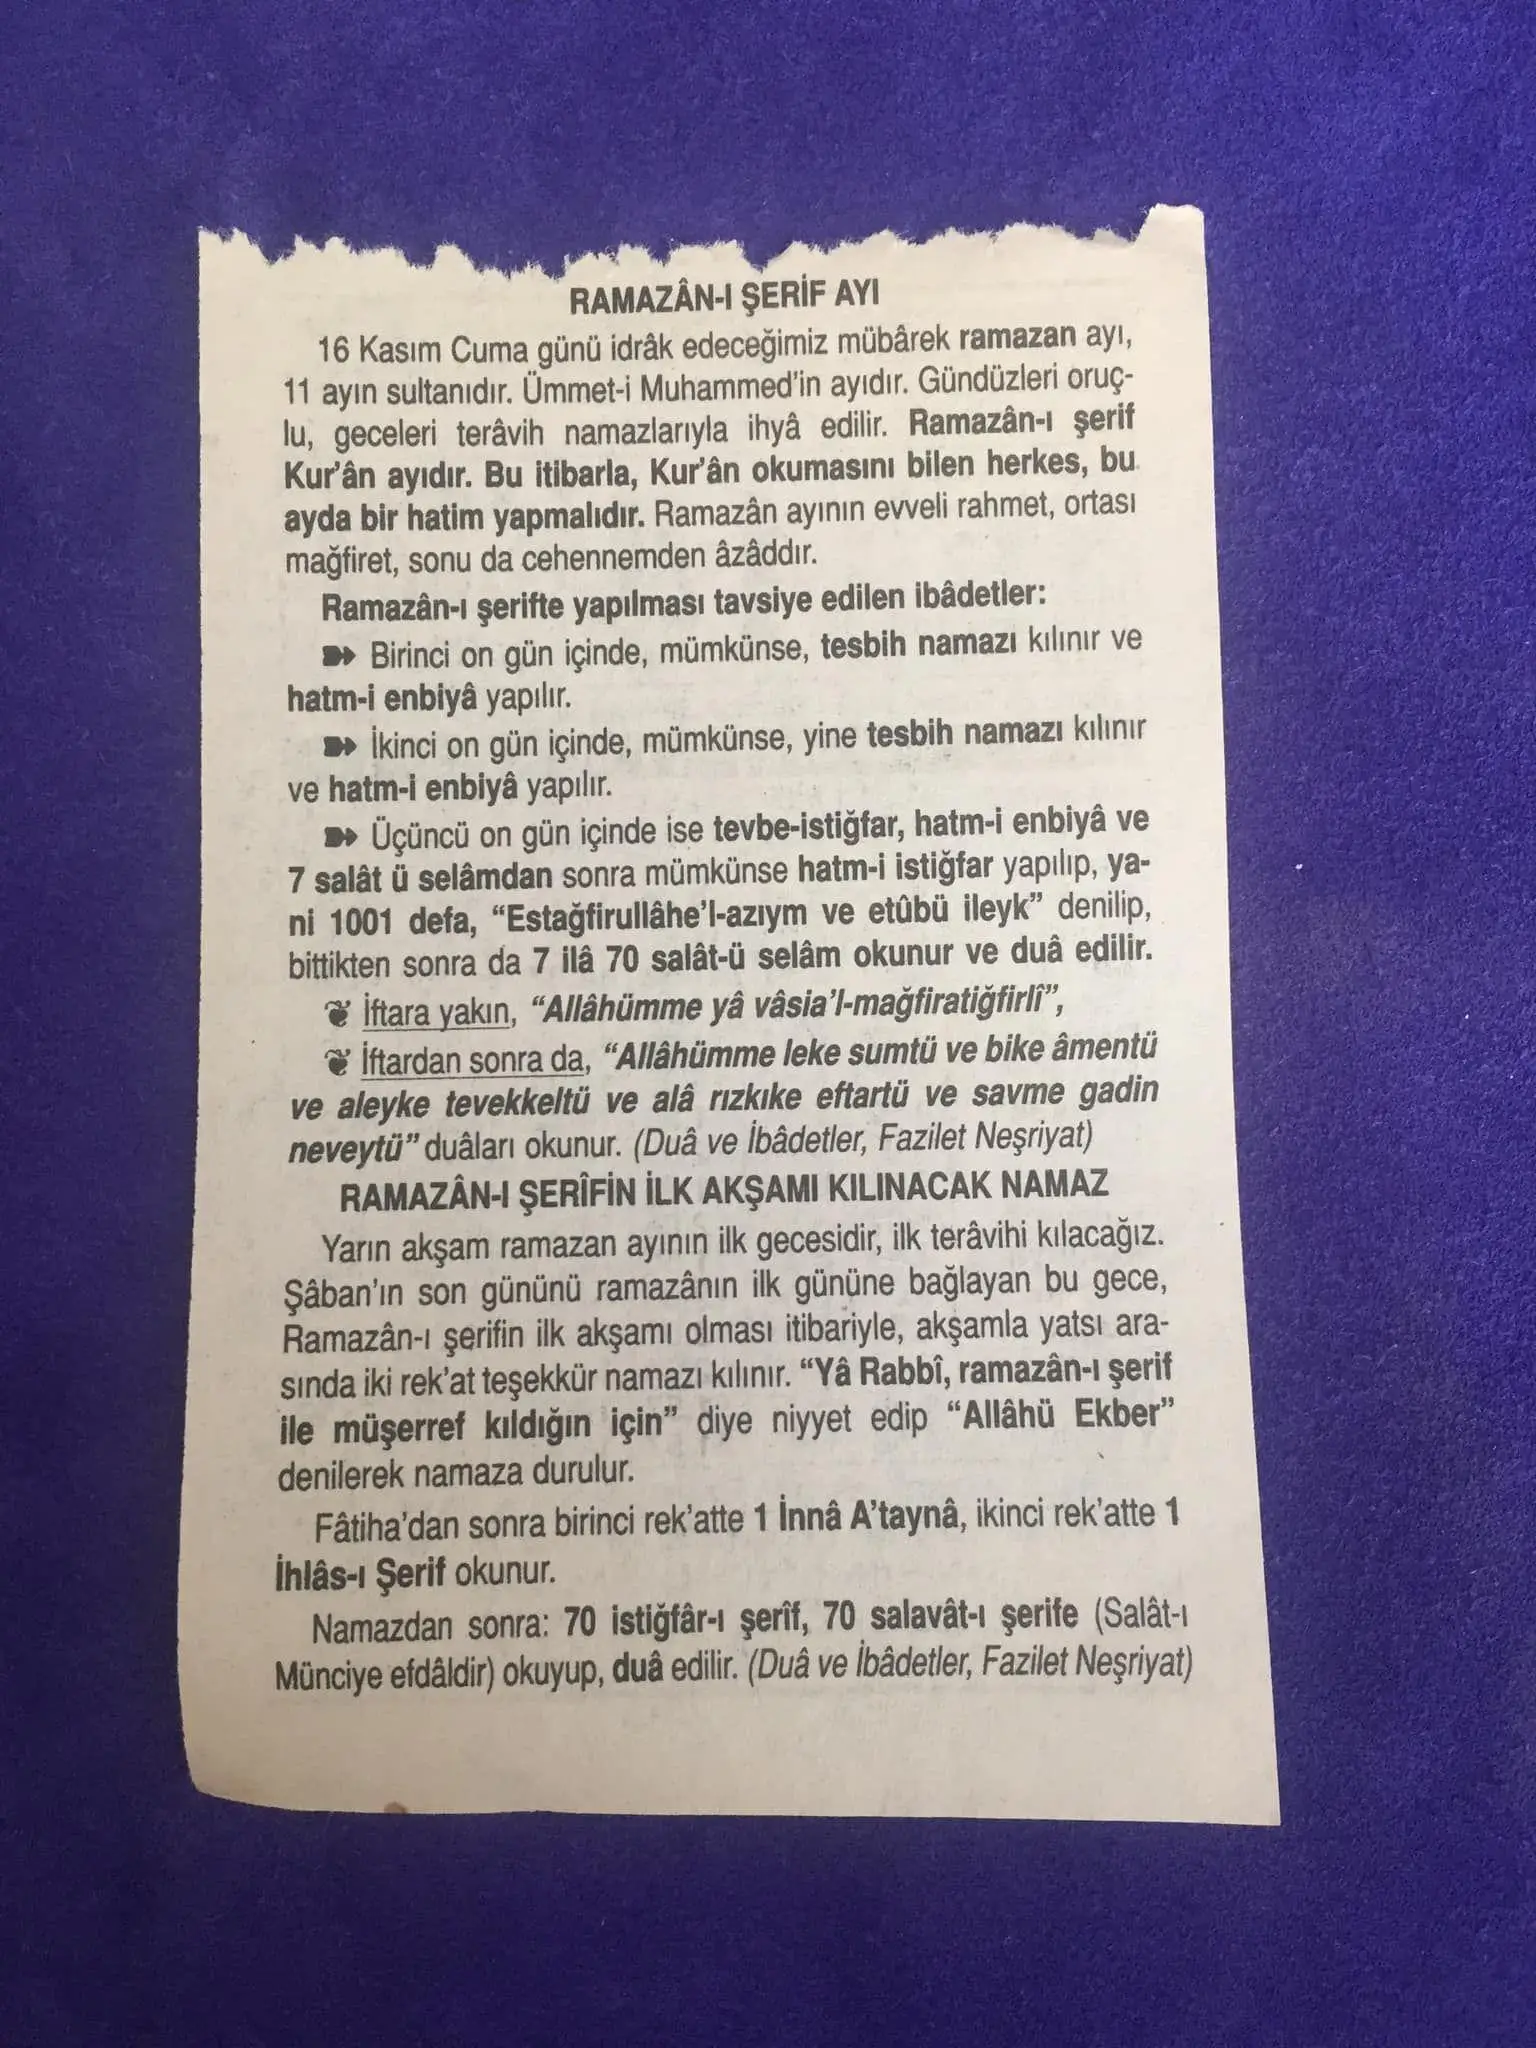 RAMAZÂN-I ŞERİF AYI
16 Kasım Cuma günü idrâk edeceğimiz mübârek ramazan ayı,
11 ayın sultanıdır. Ümmet-i Muhammed'in ayıdır. Gündüzleri oruç-
lu, geceleri terâvih namazlarıyla ihyâ edilir. Ramazân-ı şerif
Kur'ân ayıdır. Bu itibarla, Kur'ân okumasını bilen herkes, bu
ayda bir hatim yapmalıdır. Ramazân ayının evveli rahmet, ortası
mağfiret, sonu da cehennemden âzâddır.
Ramazân-ı şerifte yapılması tavsiye edilen ibâdetler:
➽ Birinci on gün içinde, mümkünse, tesbih namazı kılınır ve
hatm-i enbiyâ yapılır.
➽ İkinci on gün içinde, mümkünse, yine tesbih namazı kılınır
ve hatm-i enbiyâ yapılır.
➽ Üçüncü on gün içinde ise tevbe-istiğfar, hatm-i enbiyâ ve
7 salât ü selâmdan sonra mümkünse hatm-i istiğfar yapılıp, ya-
ni 1001 defa, “Estağfirullâhe'l-azıym ve etûbü ileyk” denilip,
bittikten sonra da 7 ilâ 70 salât-ü selâm okunur ve duâ edilir.
❦ İftara yakın, “Allâhümme yâ vâsia'l-mağfiratiğfirlî”,
❦ İftardan sonra da, “Allâhümme leke sumtü ve bike âmentü
ve aleyke tevekkeltü ve alâ rızkıke eftartü ve savme gadin
neveytü” duâları okunur. (Duâ ve İbâdetler, Fazilet Neşriyat)
RAMAZÂN-I ŞERÎFİN İLK AKŞAMI KILINACAK NAMAZ
Yarın akşam ramazan ayının ilk gecesidir, ilk terâvihi kılacağız.
Şâban'ın son gününü ramazânın ilk gününe bağlayan bu gece,
Ramazân-ı şerifin ilk akşamı olması itibariyle, akşamla yatsı ara-
sında iki rek'at teşekkür namazı kılınır. “Yâ Rabbî, ramazân-ı şerif
ile müşerref kıldığın için” diye niyyet edip “Allâhü Ekber”
denilerek namaza durulur.
Fâtiha'dan sonra birinci rek'atte 1 İnnâ A'taynâ, ikinci rek'atte 1
İhlâs-ı Şerif okunur.
Namazdan sonra: 70 istiğfâr-ı şerîf, 70 salavât-ı şerife (Salât-ı
Münciye efdâldir) okuyup, duâ edilir. (Duâ ve İbâdetler, Fazilet Neşriyat)